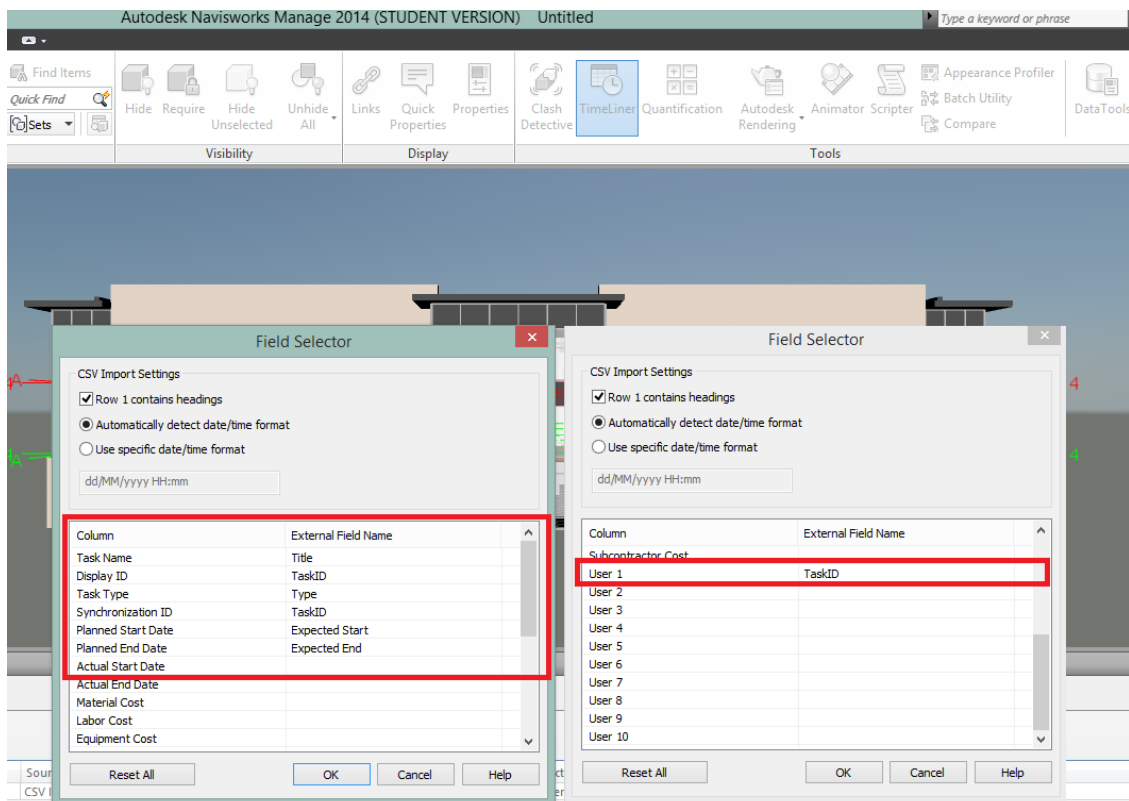 Autodesk Navisworks Manage 2014 (STUDENT VERSION) Untitled
Type a keyword or phrase
Find Items
Quick Find
Sets
Hide
Require
Hide Unselected
Unhide All
Links
Quick Properties
Properties
Clash Detective
TimeLiner
Quantification
Autodesk Rendering
Animator
Scripter
Appearance Profiler
Batch Utility
Compare
DataTools
Visibility
Display
Tools
A
4
A
4
Field Selector
CSV Import Settings
Row 1 contains headings
Automatically detect date/time format
Use specific date/time format
dd/MM/yyyy HH:mm
Column External Field Name
Task Name Title
Display ID TaskID
Task Type Type
Synchronization ID TaskID
Planned Start Date Expected Start
Planned End Date Expected End
Actual Start Date
Actual End Date
Material Cost
Labor Cost
Equipment Cost
Reset All OK Cancel Help
Field Selector
CSV Import Settings
Row 1 contains headings
Automatically detect date/time format
Use specific date/time format
dd/MM/yyyy HH:mm
Column External Field Name
Subcontractor Cost
User 1 TaskID
User 2
User 3
User 4
User 5
User 6
User 7
User 8
User 9
User 10
Reset All OK Cancel Help
Sour
CSV I